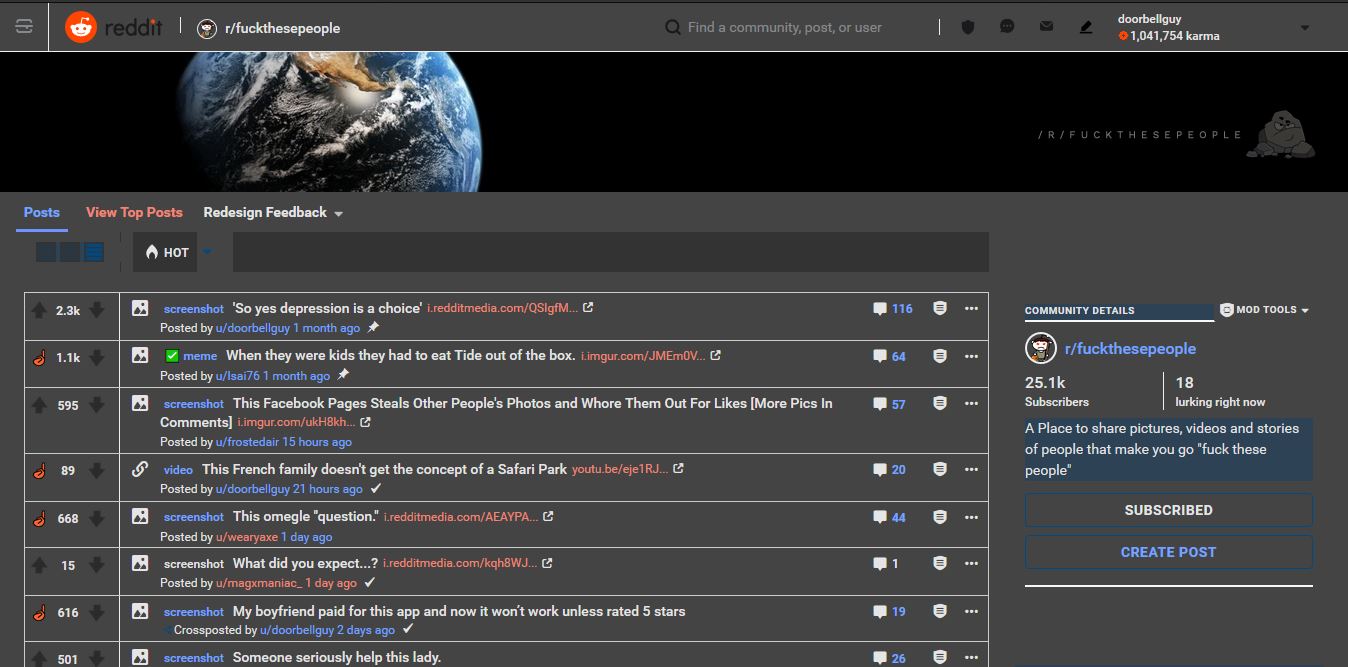 reddit
r/fuckthesepeople
Find a community, post, or user
doorbellguy
1,041,754 karma
/R/FUCKTHESEPEOPLE
Posts
View Top Posts
Redesign Feedback
HOT
2.3k
screenshot 'So yes depression is a choice' i.redditmedia.com/QSIgfM...
116
Posted by u/doorbellguy 1 month ago
1.1k
meme When they were kids they had to eat Tide out of the box. i.imgur.com/JMEm0V...
64
Posted by u/Isai76 1 month ago
595
screenshot This Facebook Pages Steals Other People's Photos and Whore Them Out For Likes [More Pics In
Comments] i.imgur.com/ukH8kh...
57
Posted by u/frostedair 15 hours ago
89
video This French family doesn't get the concept of a Safari Park youtu.be/eje1RJ...
20
Posted by u/doorbellguy 21 hours ago
668
screenshot This omegle "question." i.redditmedia.com/AEAYPA...
44
Posted by u/wearyaxe 1 day ago
15
screenshot What did you expect...? i.redditmedia.com/kqh8WJ...
1
Posted by u/magxmaniac_ 1 day ago
616
screenshot My boyfriend paid for this app and now it won't work unless rated 5 stars
19
Crossposted by u/doorbellguy 2 days ago
501
screenshot Someone seriously help this lady.
26
COMMUNITY DETAILS
MOD TOOLS
r/fuckthesepeople
25.1k
Subscribers
18
lurking right now
A Place to share pictures, videos and stories
of people that make you go "fuck these
people"
SUBSCRIBED
CREATE POST